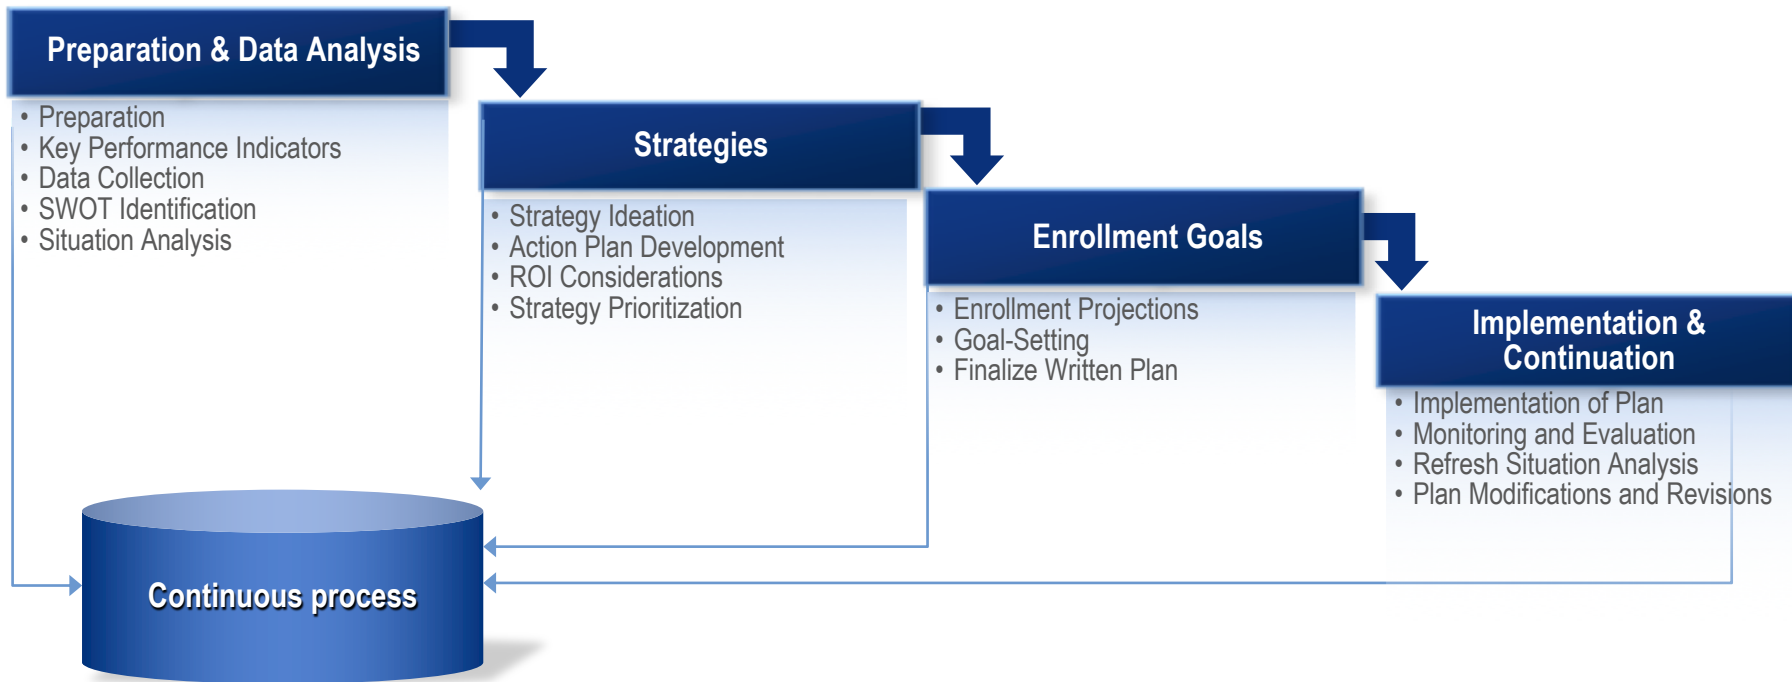 Preparation & Data Analysis
• Preparation
• Key Performance Indicators
• Data Collection
• SWOT Identification
• Situation Analysis
Strategies
• Strategy Ideation
• Action Plan Development
• ROI Considerations
• Strategy Prioritization
Enrollment Goals
• Enrollment Projections
• Goal-Setting
• Finalize Written Plan
Implementation &
Continuation
• Implementation of Plan
• Monitoring and Evaluation
• Refresh Situation Analysis
• Plan Modifications and Revisions
Continuous process